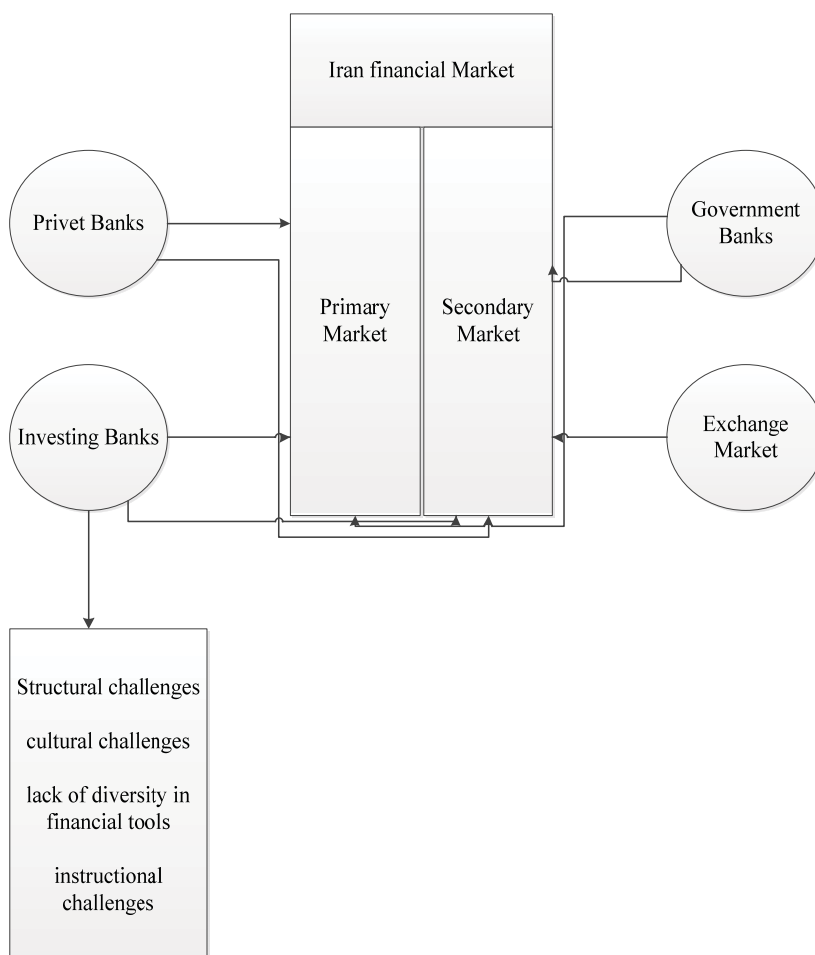 Iran financial Market
Privet Banks
Government
Banks
Primary
Market
Secondary
Market
Investing Banks
Exchange
Market
Structural challenges
cultural challenges
lack of diversity in
financial tools
instructional
challenges